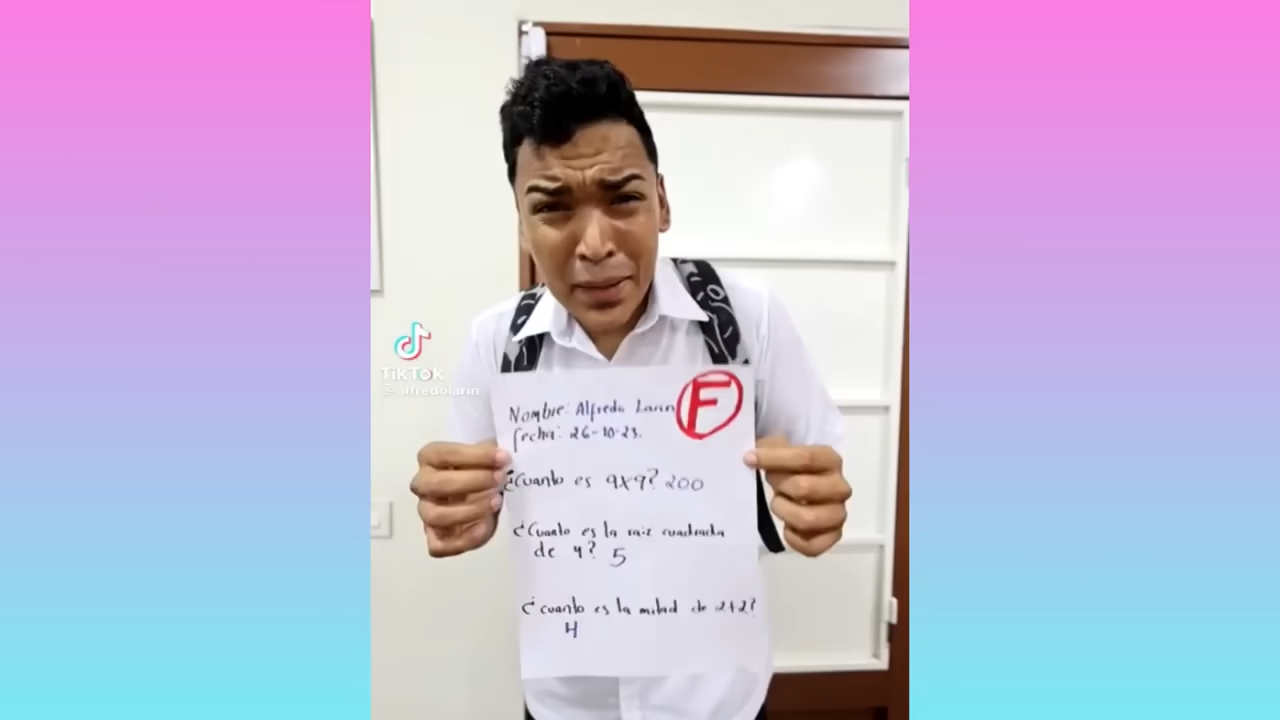 TikTok
@alfredolarin
F
Nombre: Alfredo Larin
fecha: 26-10-23.
¿Cuanto es 9x9? 200
¿Cuanto es la raiz cuadrada
de 4? 5
¿cuanto es la mitad de 2+2?
4